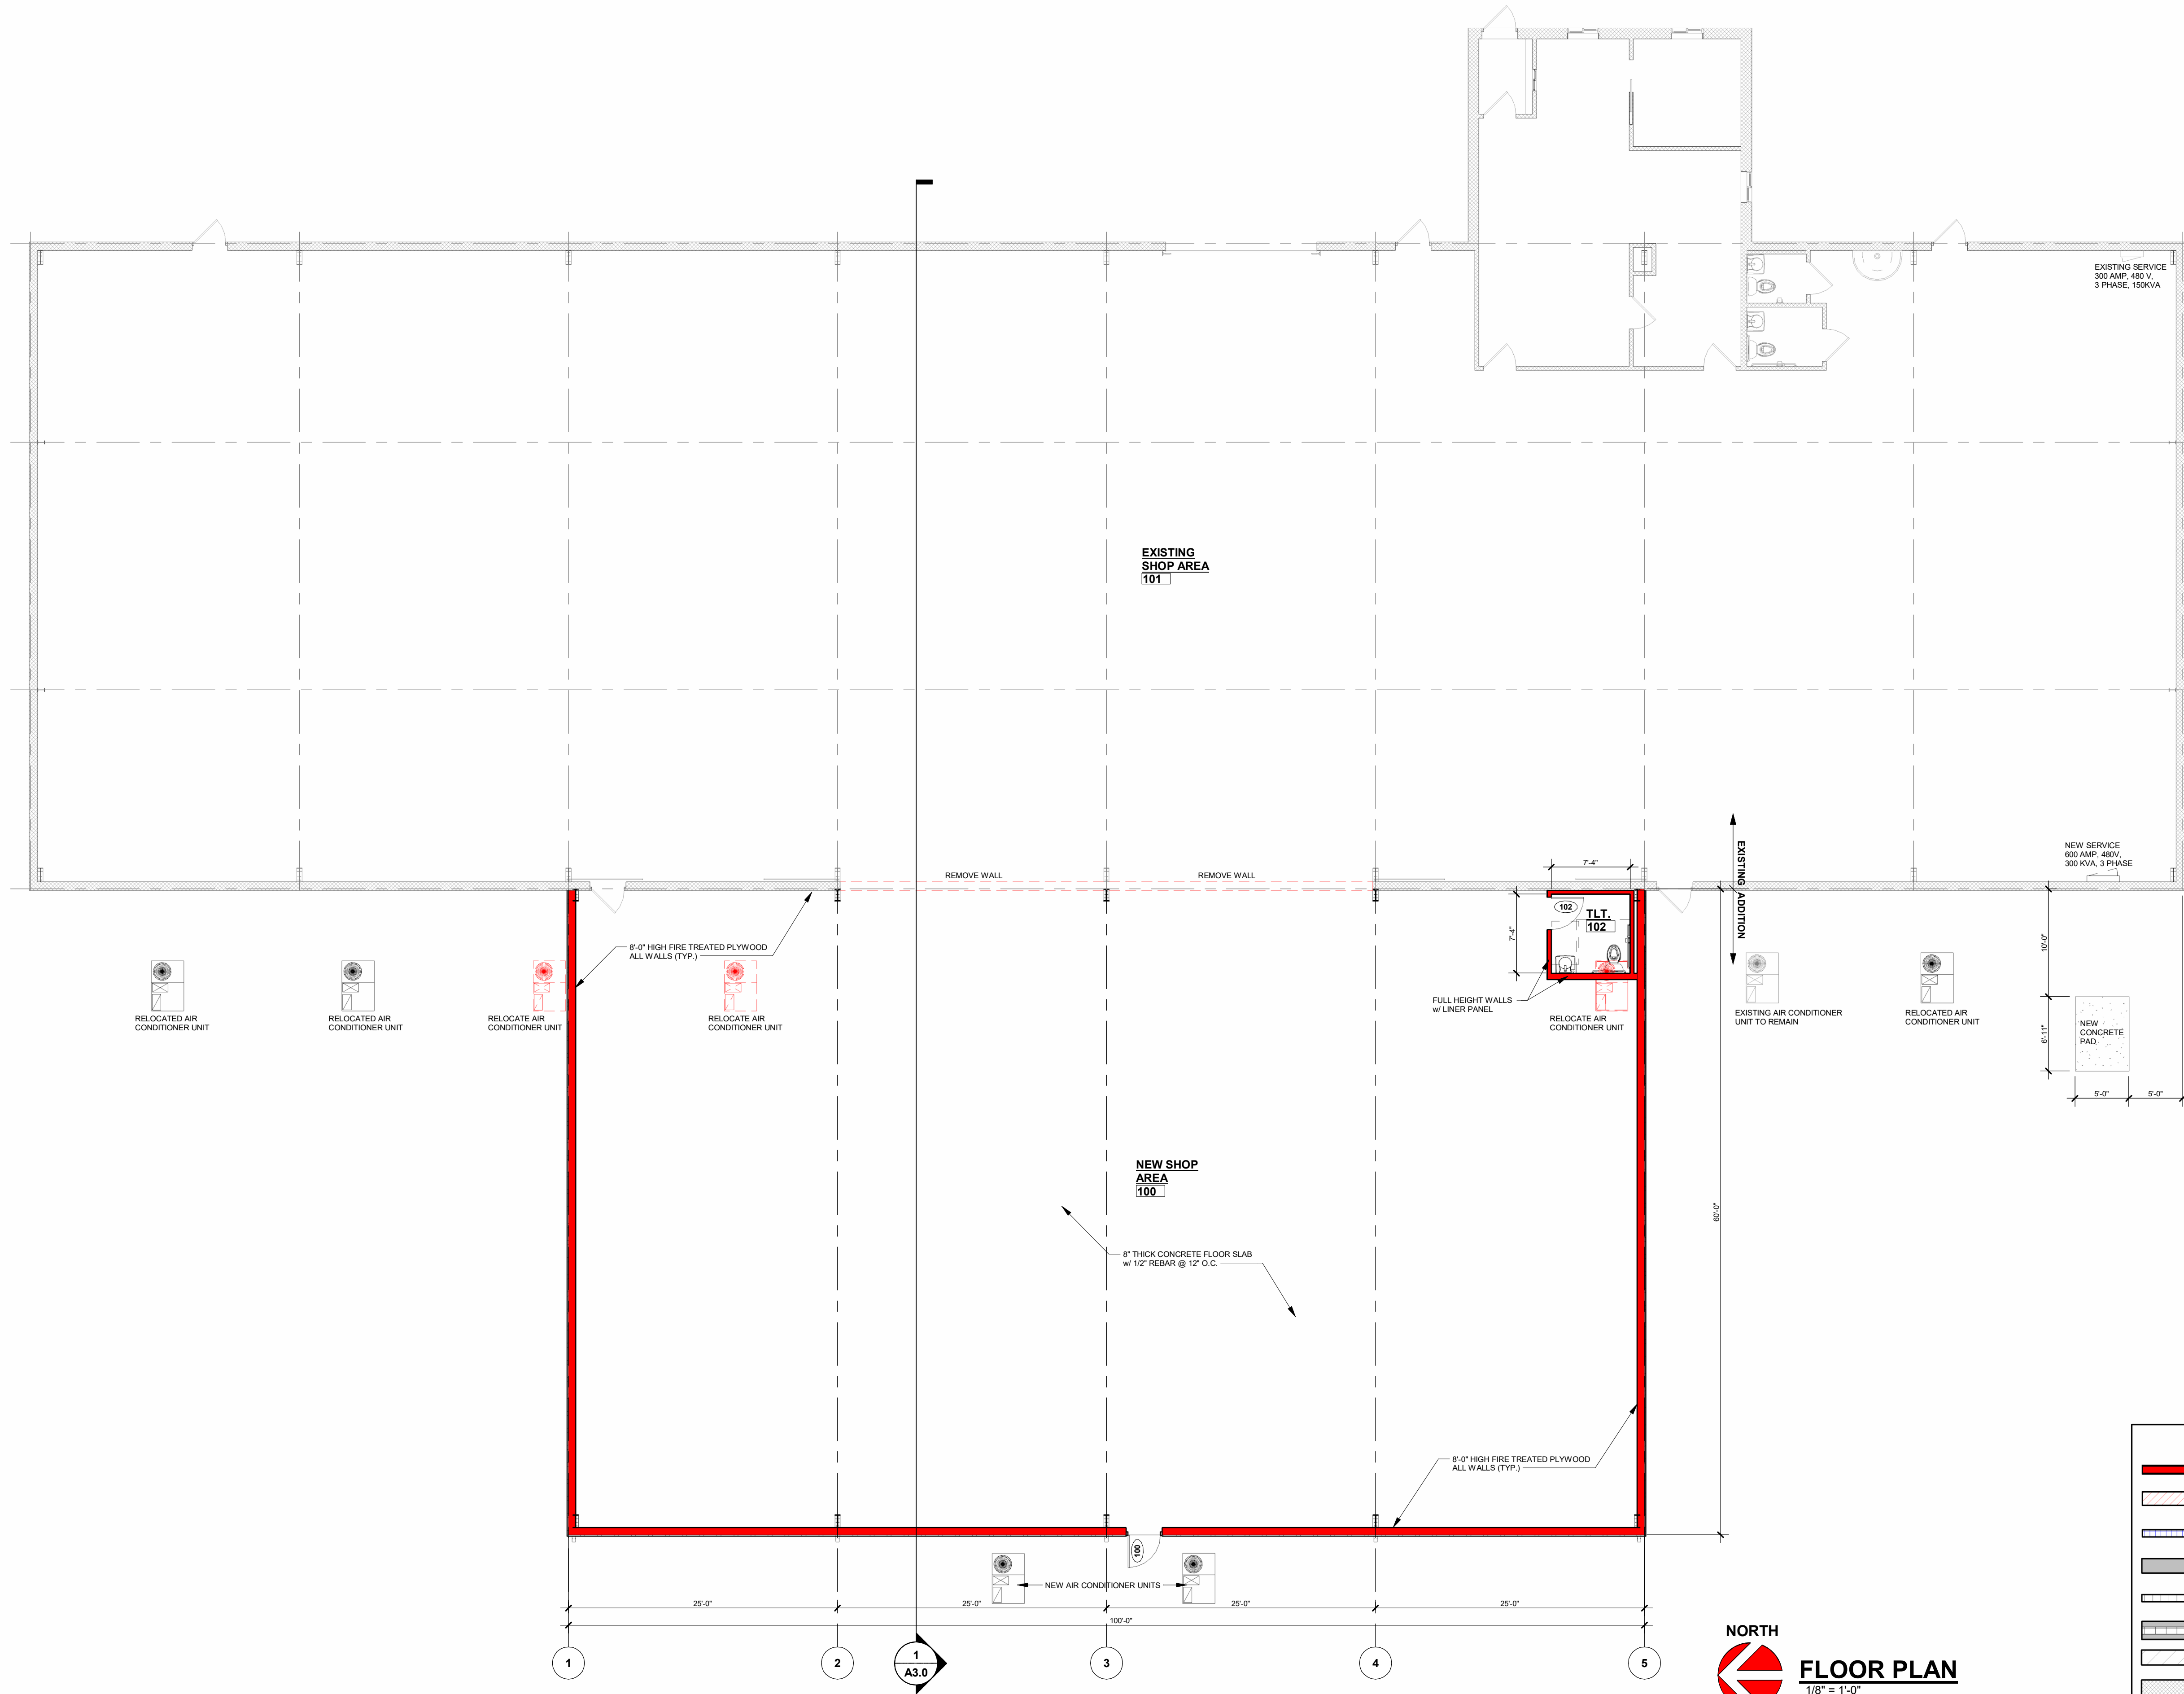 EXISTING SERVICE
300 AMP, 480 V,
3 PHASE, 150KVA
EXISTING
SHOP AREA
101
NEW SERVICE
600 AMP, 480V,
300 KVA, 3 PHASE
REMOVE WALL
REMOVE WALL
7'-4"
EXISTING
ADDITION
102
TLT.
102
7'-4"
8'-0" HIGH FIRE TREATED PLYWOOD
ALL WALLS (TYP.)
10'-0"
FULL HEIGHT WALLS
w/ LINER PANEL
RELOCATED AIR
CONDITIONER UNIT
RELOCATED AIR
CONDITIONER UNIT
RELOCATE AIR
CONDITIONER UNIT
RELOCATE AIR
CONDITIONER UNIT
RELOCATE AIR
CONDITIONER UNIT
EXISTING AIR CONDITIONER
UNIT TO REMAIN
RELOCATED AIR
CONDITIONER UNIT
NEW
CONCRETE
PAD
6'-11"
5'-0"
5'-0"
NEW SHOP
AREA
100
60'-0"
8" THICK CONCRETE FLOOR SLAB
w/ 1/2" REBAR @ 12" O.C.
8'-0" HIGH FIRE TREATED PLYWOOD
ALL WALLS (TYP.)
100
NEW AIR CONDITIONER UNITS
25'-0"
25'-0"
25'-0"
25'-0"
100'-0"
1
2
1
A3.0
3
4
5
NORTH
FLOOR PLAN
1/8" = 1'-0"